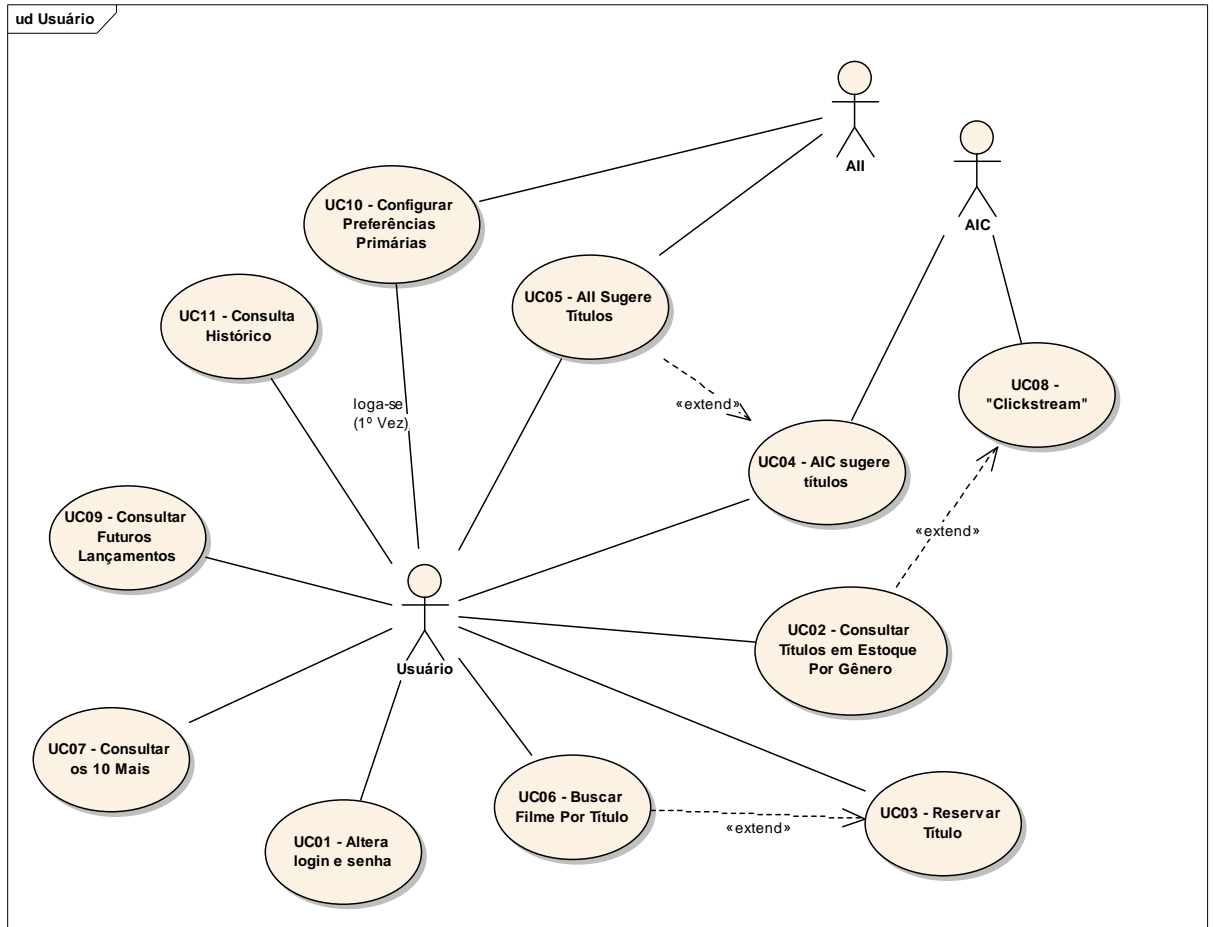 ud Usuário
AII
AIC
UC10 - Configurar
Preferências
Primárias
UC05 - AII Sugere
Títulos
UC11 - Consulta
Histórico
UC08 -
"Clickstream"
loga-se
(1º Vez)
«extend»
UC04 - AIC sugere
títulos
UC09 - Consultar
Futuros
Lançamentos
«extend»
UC02 - Consultar
Títulos em Estoque
Por Gênero
Usuário
UC07 - Consultar
os 10 Mais
UC06 - Buscar
Filme Por Título
«extend»
UC03 - Reservar
Título
UC01 - Altera
login e senha